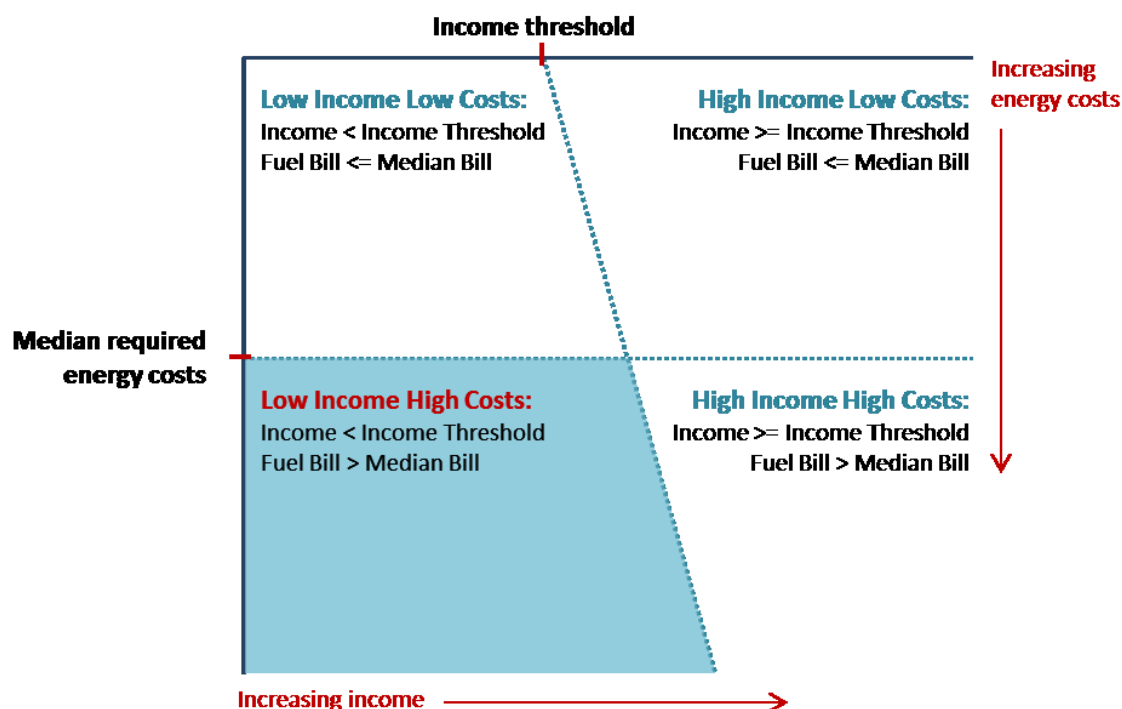 Income threshold
Increasing
energy costs
Low Income Low Costs:
Income < Income Threshold
Fuel Bill <= Median Bill
High Income Low Costs:
Income >= Income Threshold
Fuel Bill <= Median Bill
Median required
energy costs
Low Income High Costs:
Income < Income Threshold
Fuel Bill > Median Bill
High Income High Costs:
Income >= Income Threshold
Fuel Bill > Median Bill
Increasing income